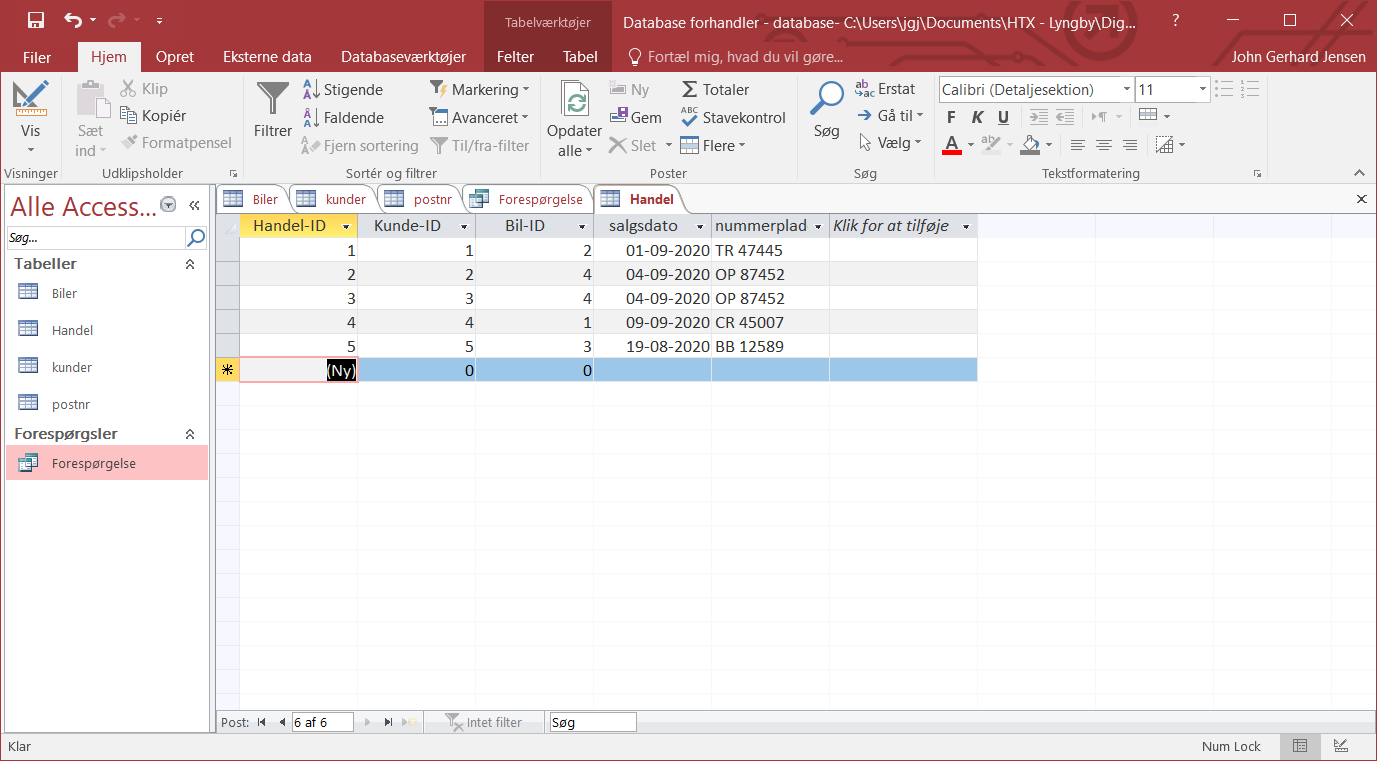 Tabelværktøjer
Database forhandler - database- C:\Users\jgj\Documents\HTX - Lyngby\Dig...
?
Filer
Hjem
Opret
Eksterne data
Databaseværktøjer
Felter
Tabel
Fortæl mig, hvad du vil gøre...
John Gerhard Jensen
Vis
Visninger
Sæt
ind
Klip
Kopiér
Formatpensel
Udklipsholder
Filtrer
Stigende
Faldende
Fjern sortering
Markering
Avanceret
Til/fra-filter
Sortér og filtrer
Opdater
alle
Ny
Gem
Slet
Totaler
Stavekontrol
Flere
Poster
Søg
Erstat
Gå til
Vælg
Søg
Calibri (Detaljesektion)
11
F K U
A
Tekstformatering
Alle Access...
Søg...
Tabeller
Biler
Handel
kunder
postnr
Forespørgsler
Forespørgelse
Biler
kunder
postnr
Forespørgelse
Handel
Handel-ID Kunde-ID Bil-ID salgsdato nummerplad Klik for at tilføje
1 1 2 01-09-2020 TR 47445
2 2 4 04-09-2020 OP 87452
3 3 4 04-09-2020 OP 87452
4 4 1 09-09-2020 CR 45007
5 5 3 19-08-2020 BB 12589
(Ny) 0 0
Post: 6 af 6 Intet filter Søg
Klar
Num Lock